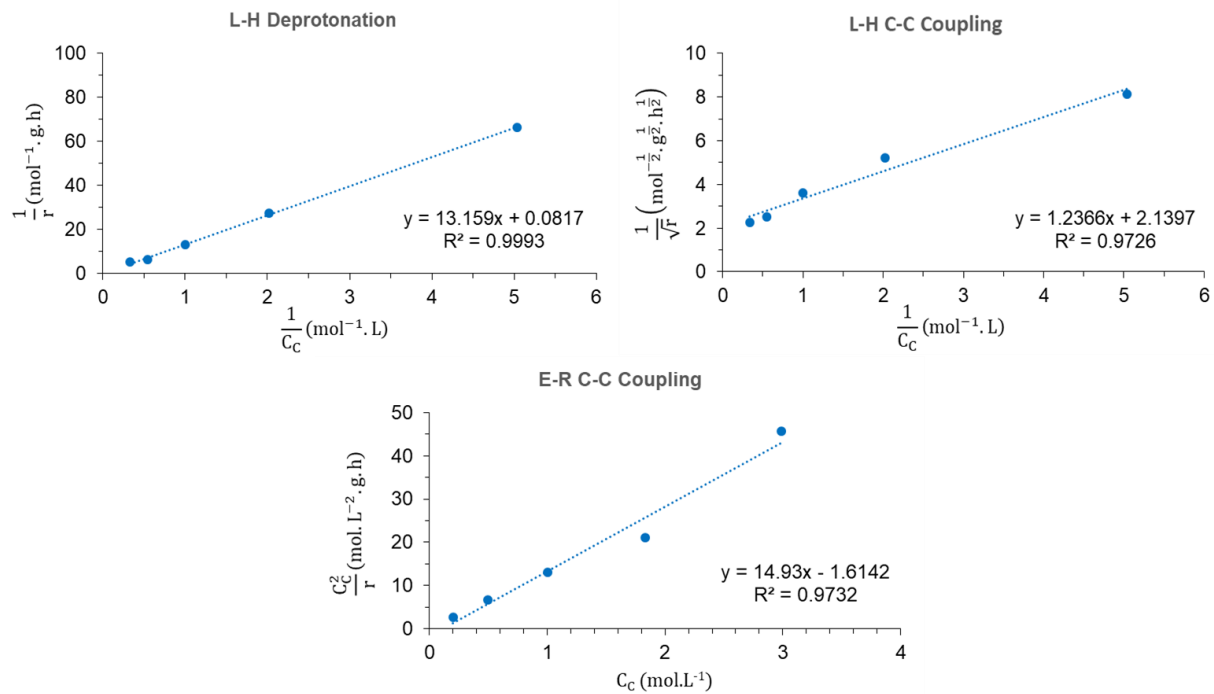 L-H Deprotonation
100
80
60
40
20
0
1/r (mol⁻¹. g. h)
y = 13.159x + 0.0817
R² = 0.9993
0 1 2 3 4 5 6
1/C_C (mol⁻¹. L)
L-H C-C Coupling
10
8
6
4
2
0
1/√r (mol^-1/2. g^1/2. h^1/2)
y = 1.2366x + 2.1397
R² = 0.9726
0 1 2 3 4 5 6
1/C_C (mol⁻¹. L)
E-R C-C Coupling
50
40
30
20
10
0
C_C²/r (mol. L⁻². g. h)
y = 14.93x - 1.6142
R² = 0.9732
0 1 2 3 4
C_C (mol.L⁻¹)